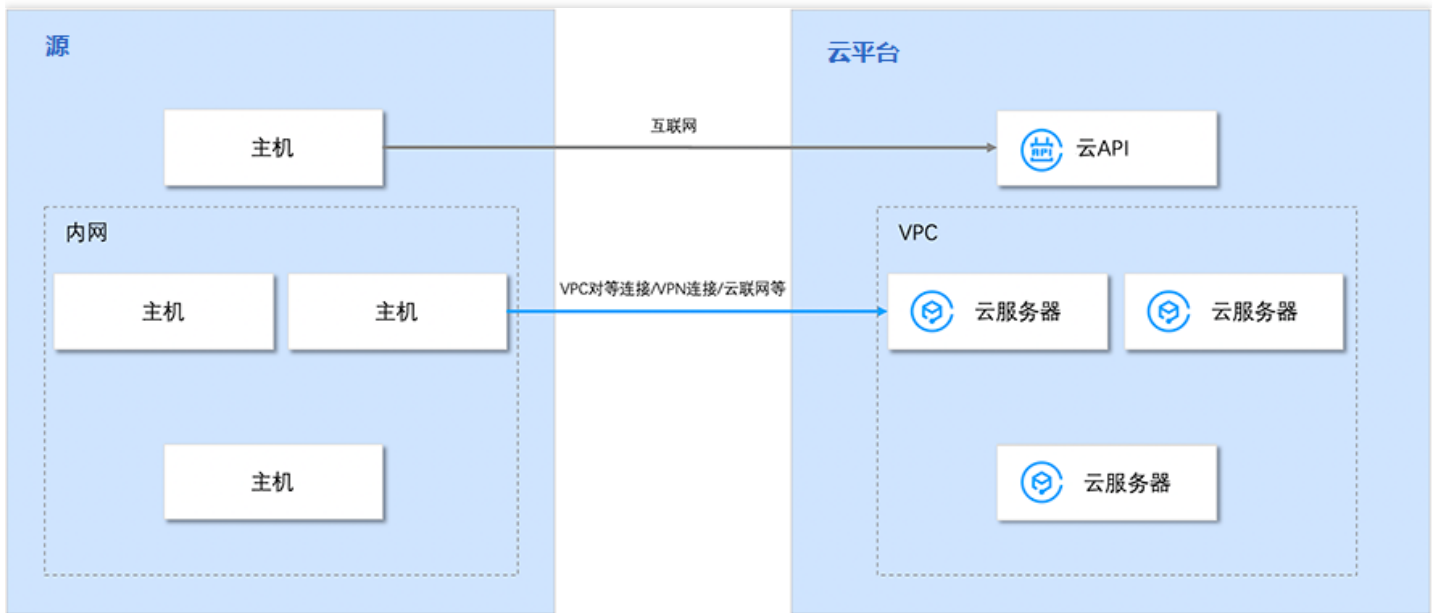 源
云平台
互联网
主机
API
云API
内网
VPC
VPC对等连接/VPN连接/云联网等
主机
主机
云服务器
云服务器
主机
云服务器